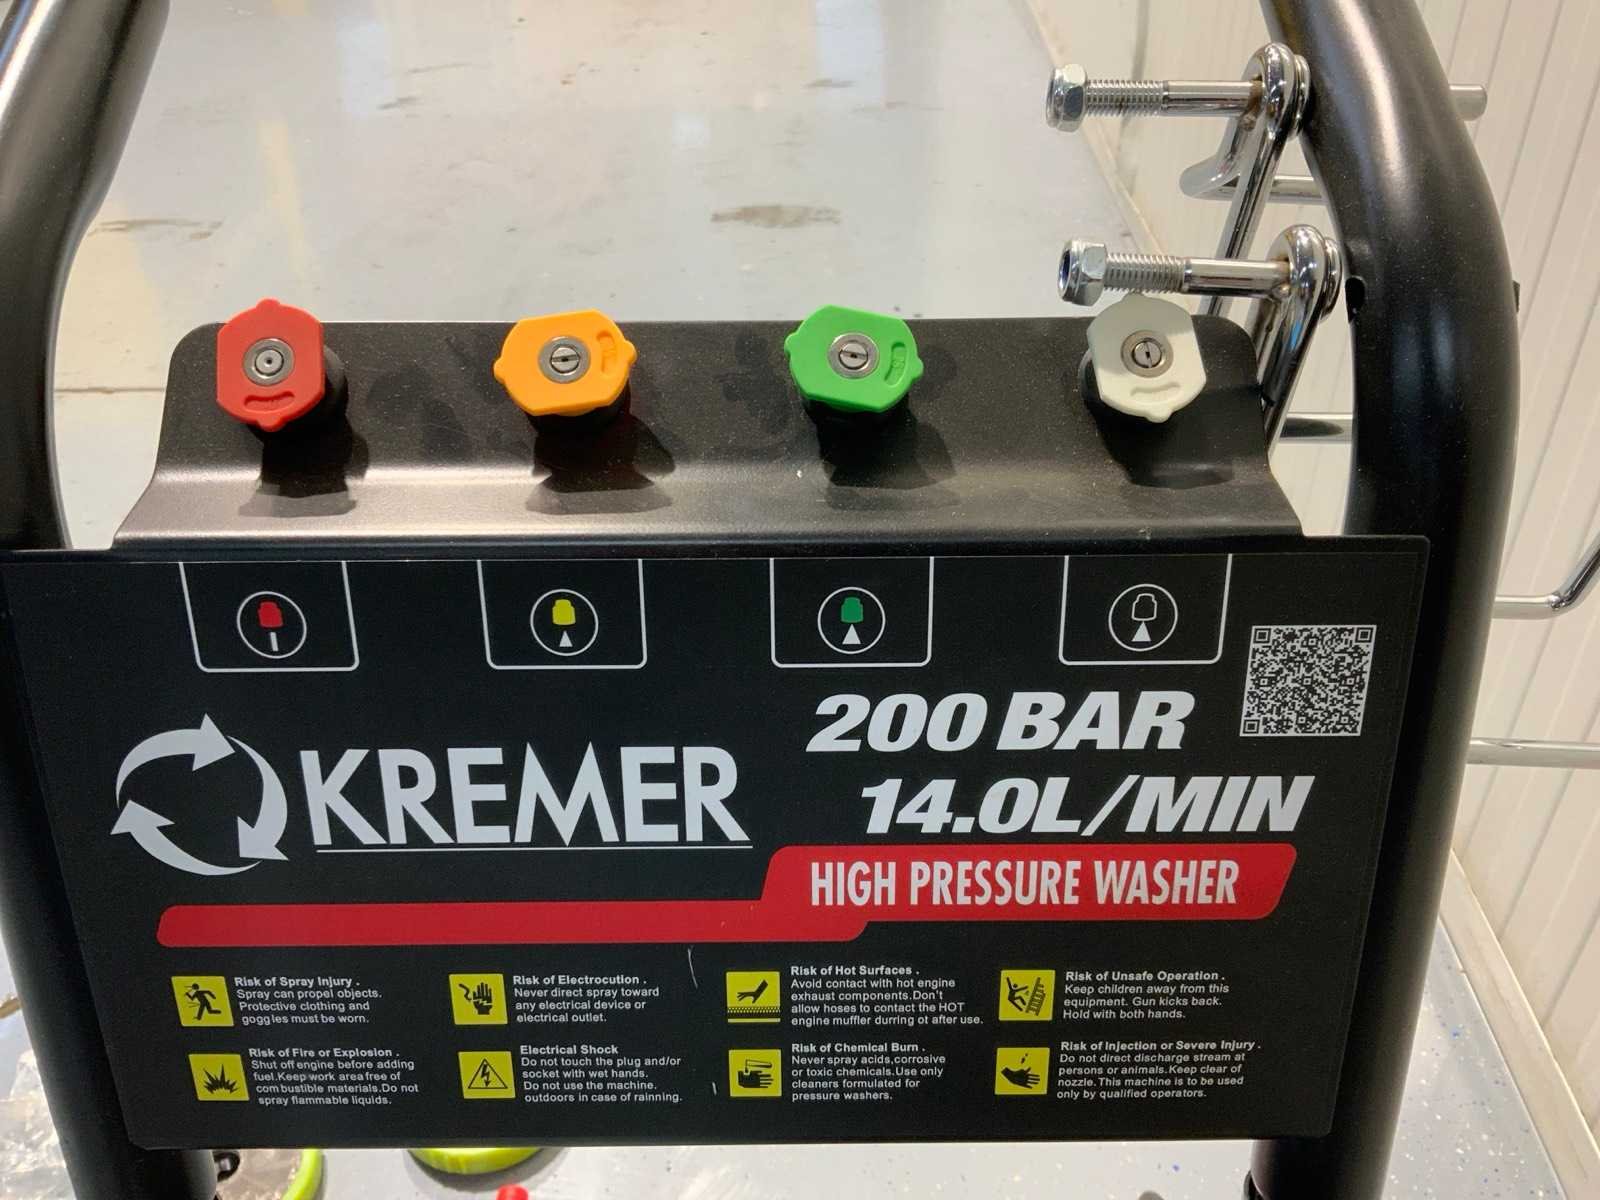 200 BAR
14.0L/MIN
KREMER
HIGH PRESSURE WASHER
Risk of Spray Injury .
Spray can propel objects.
Protective clothing and
goggles must be worn.
Risk of Electrocution .
Never direct spray toward
any electrical device or
electrical outlet.
Risk of Hot Surfaces .
Avoid contact with hot engine
exhaust components.Don't
allow hoses to contact the HOT
engine muffler durring ot after use.
Risk of Unsafe Operation .
Keep children away from this
equipment. Gun kicks back.
Hold with both hands.
Risk of Fire or Explosion .
Shut off engine before adding
fuel.Keep work area free of
combustible materials.Do not
spray flammable liquids.
Electrical Shock
Do not touch the plug and/or
socket with wet hands.
Do not use the machine.
outdoors in case of rainning.
Risk of Chemical Burn .
Never spray acids,corrosive
or toxic chemicals.Use only
cleaners formulated for
pressure washers.
Risk of Injection or Severe Injury .
Do not direct discharge stream at
persons or animals.Keep clear of
nozzle.This machine is to be used
only by qualified operators.